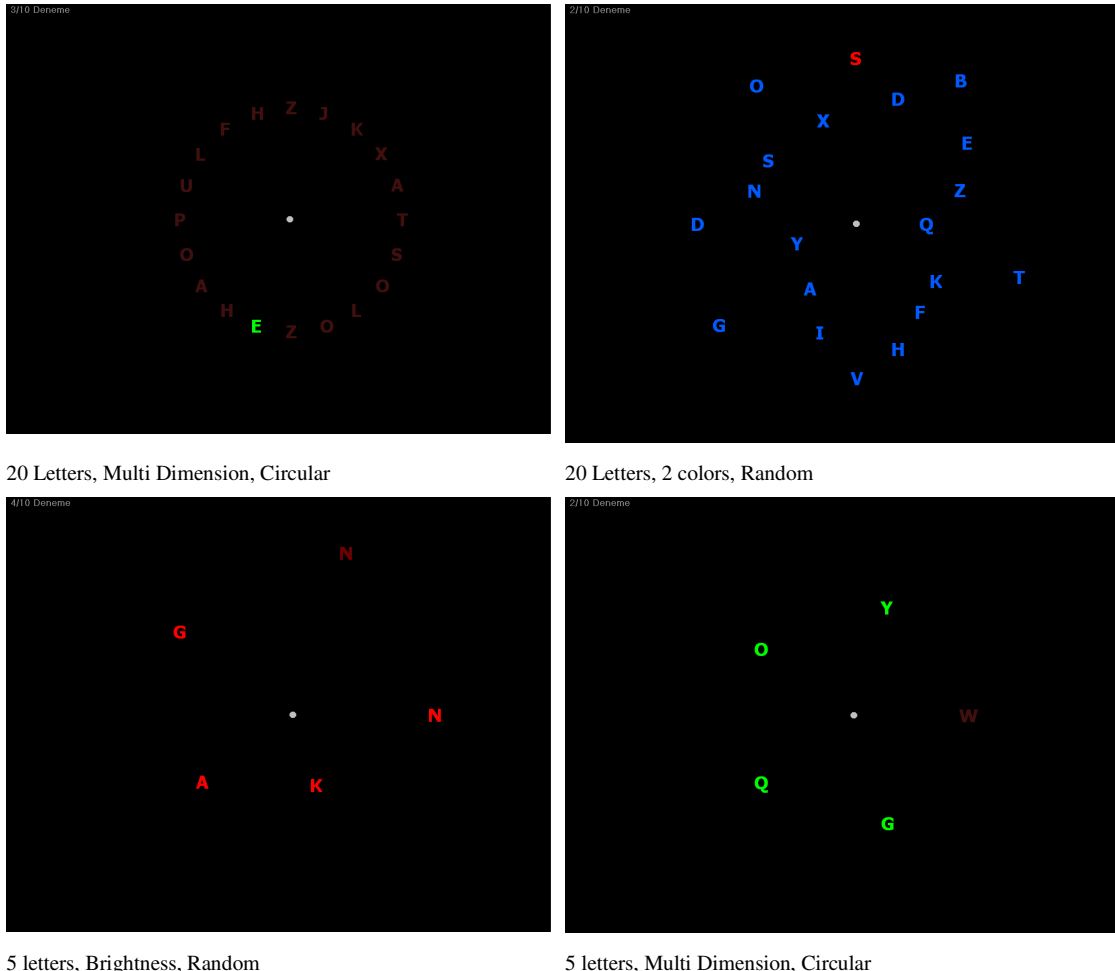 3/10 Deneme
Z
H J
F K
L X
U A
P T
O S
A O
H L
E Z O
20 Letters, Multi Dimension, Circular
2/10 Deneme
S
O B
D
X
E
S
N Z
D Q
Y
K T
A
F
G I
H
V
20 Letters, 2 colors, Random
4/10 Deneme
N
G
N
A K
5 letters, Brightness, Random
2/10 Deneme
Y
O
W
Q
G
5 letters, Multi Dimension, Circular